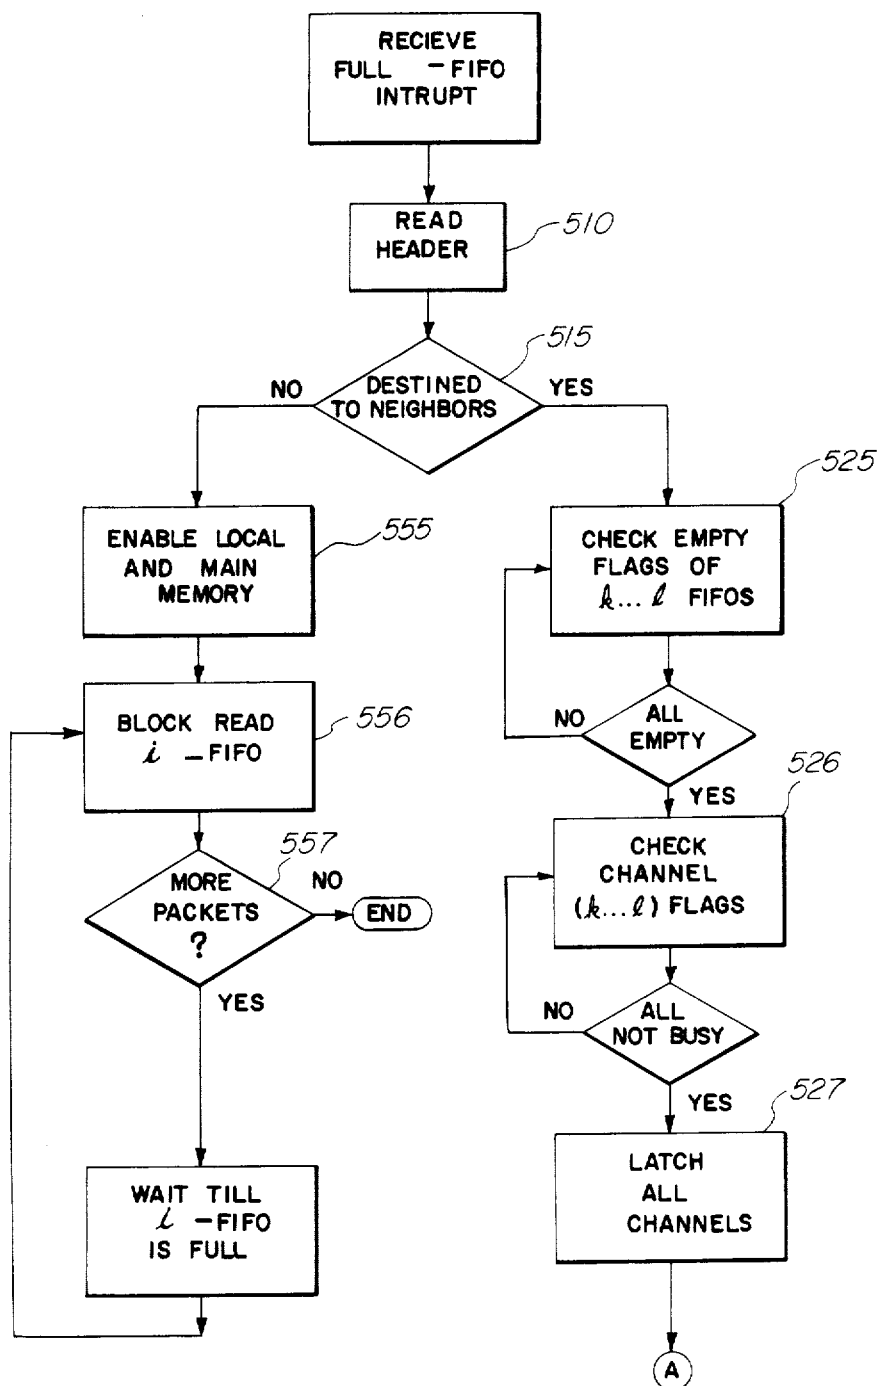 RECIEVE
FULL –FIFO
INTRUPT
READ
HEADER
510
515
DESTINED
TO NEIGHBORS
NO
YES
525
ENABLE LOCAL
AND MAIN
MEMORY
555
CHECK EMPTY
FLAGS OF
k... l FIFOS
BLOCK READ
i –FIFO
556
NO
ALL
EMPTY
YES
526
CHECK
CHANNEL
(k...l) FLAGS
557
MORE
PACKETS
?
NO
END
YES
NO
ALL
NOT BUSY
YES
527
WAIT TILL
i –FIFO
IS FULL
LATCH
ALL
CHANNELS
A